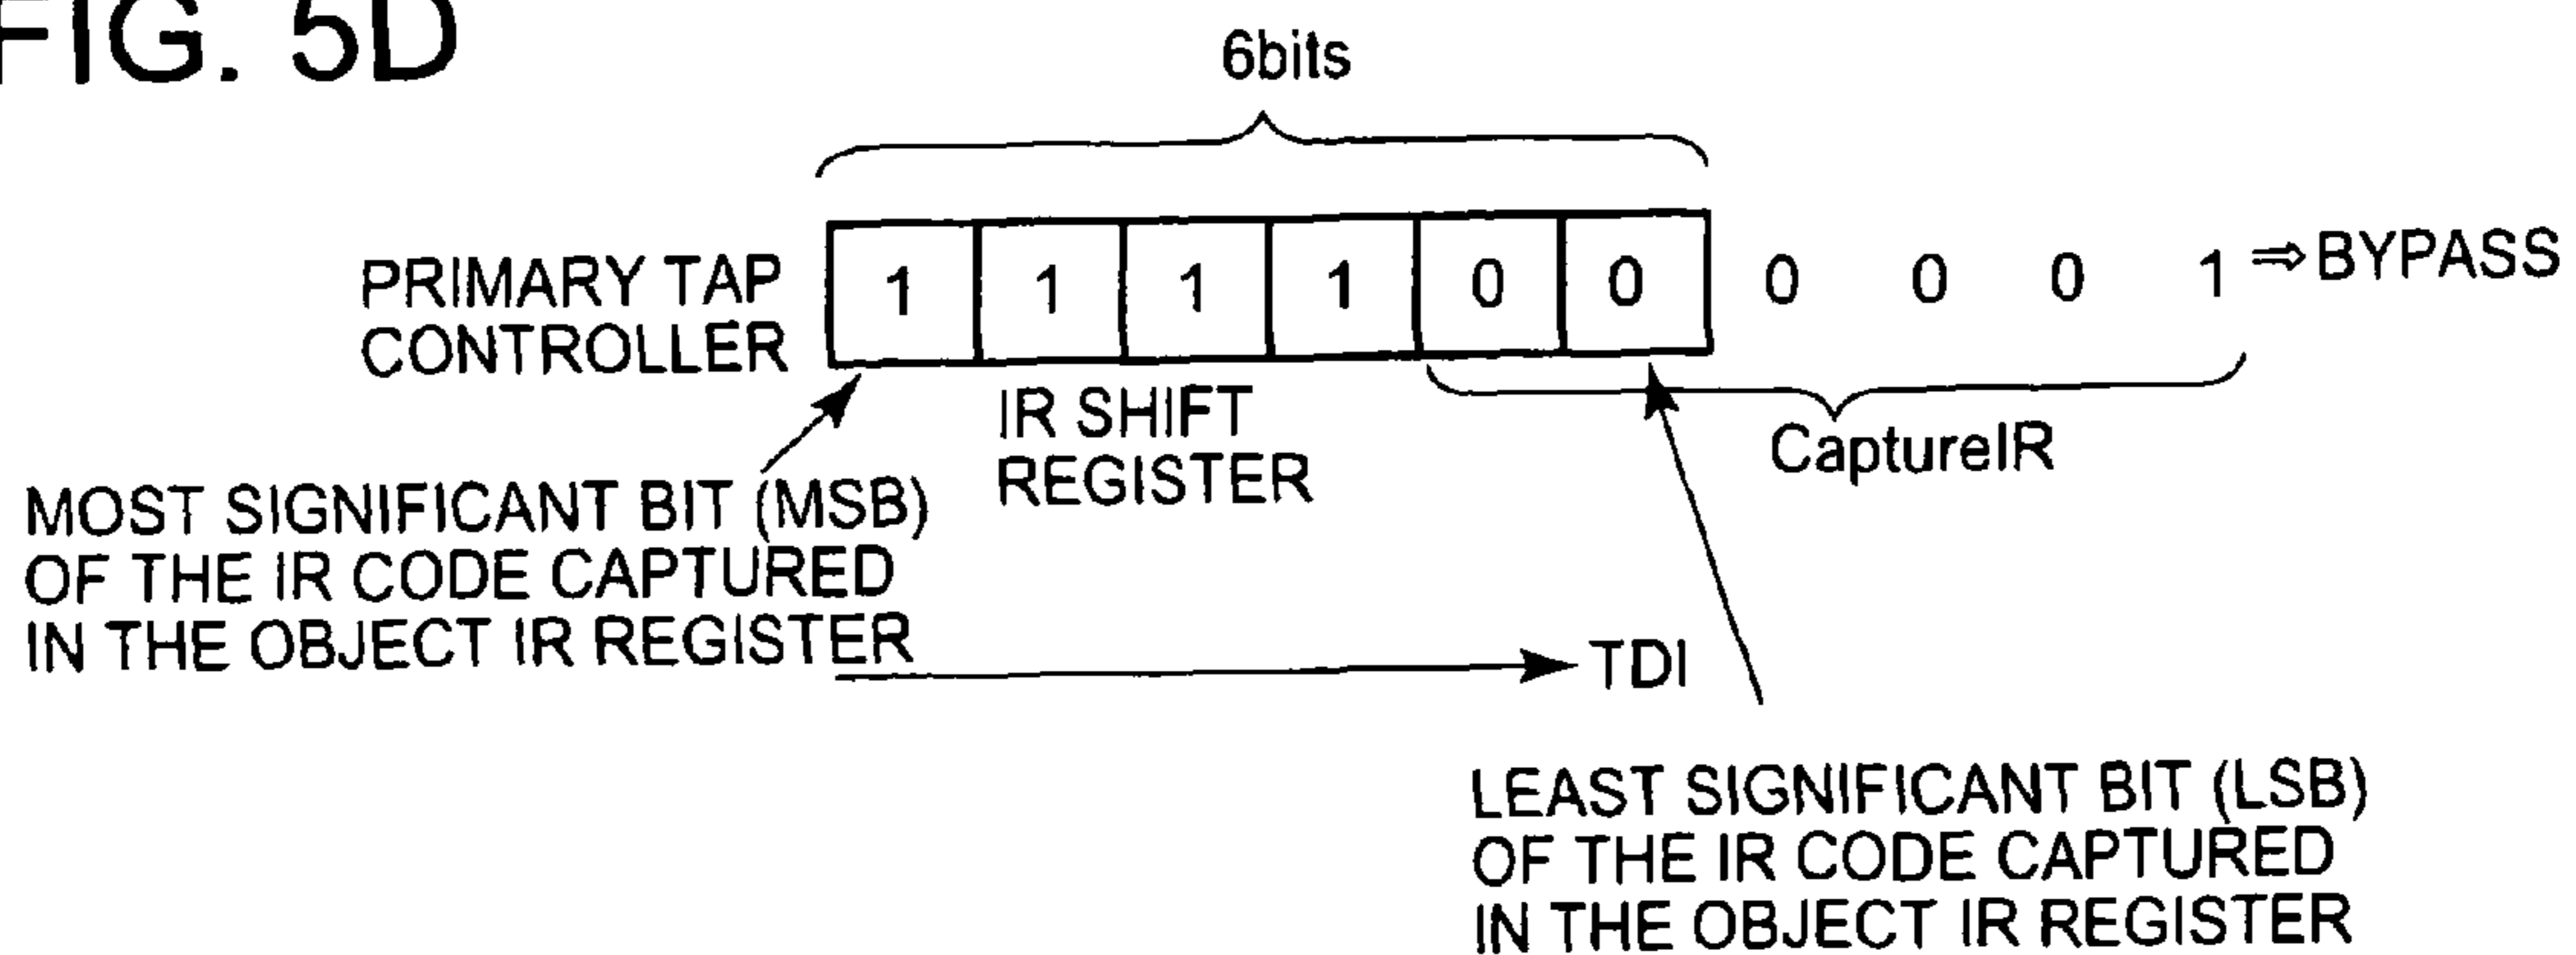 FIG. 5D
6bits
PRIMARY TAP
CONTROLLER
1 1 1 1 0 0 0 0 0 1 ⇒ BYPASS
IR SHIFT
REGISTER
CaptureIR
MOST SIGNIFICANT BIT (MSB)
OF THE IR CODE CAPTURED
IN THE OBJECT IR REGISTER
TDI
LEAST SIGNIFICANT BIT (LSB)
OF THE IR CODE CAPTURED
IN THE OBJECT IR REGISTER